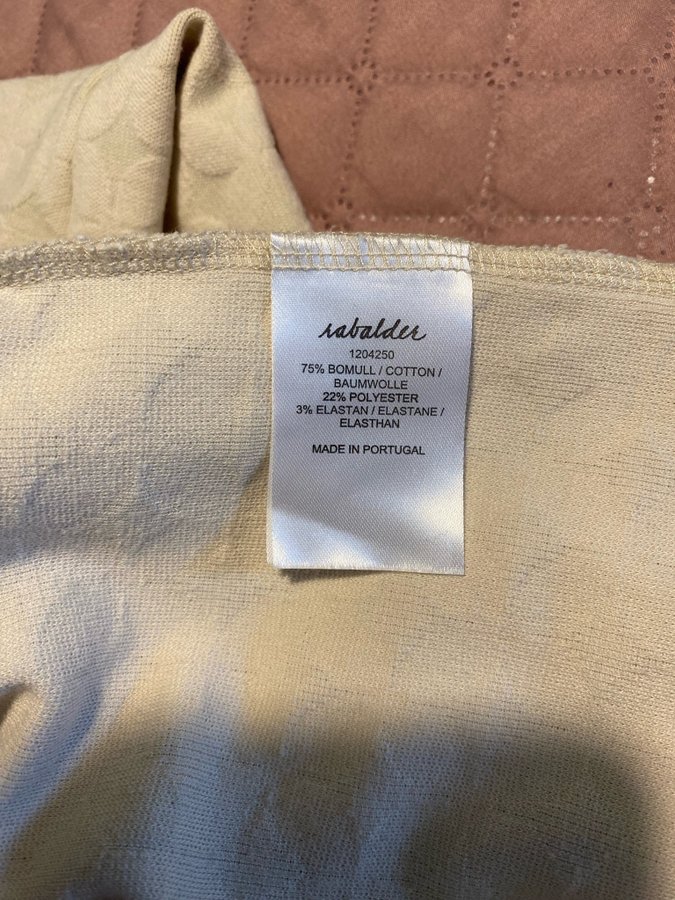 rabalder
1204250
75% BOMULL / COTTON /
BAUMWOLLE
22% POLYESTER
3% ELASTAN / ELASTANE /
ELASTHAN
MADE IN PORTUGAL